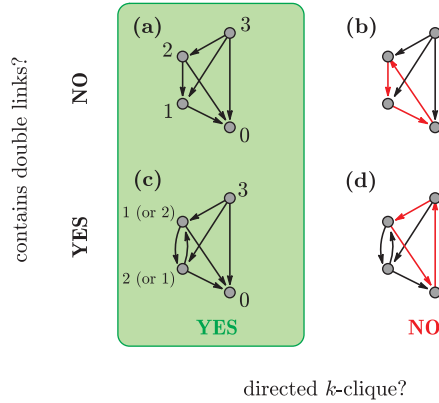 (a)
3
(b)
2
1
0
NO
contains double links?
(c)
3
(d)
1 (or 2)
2 (or 1)
0
YES
YES
NO
directed k-clique?